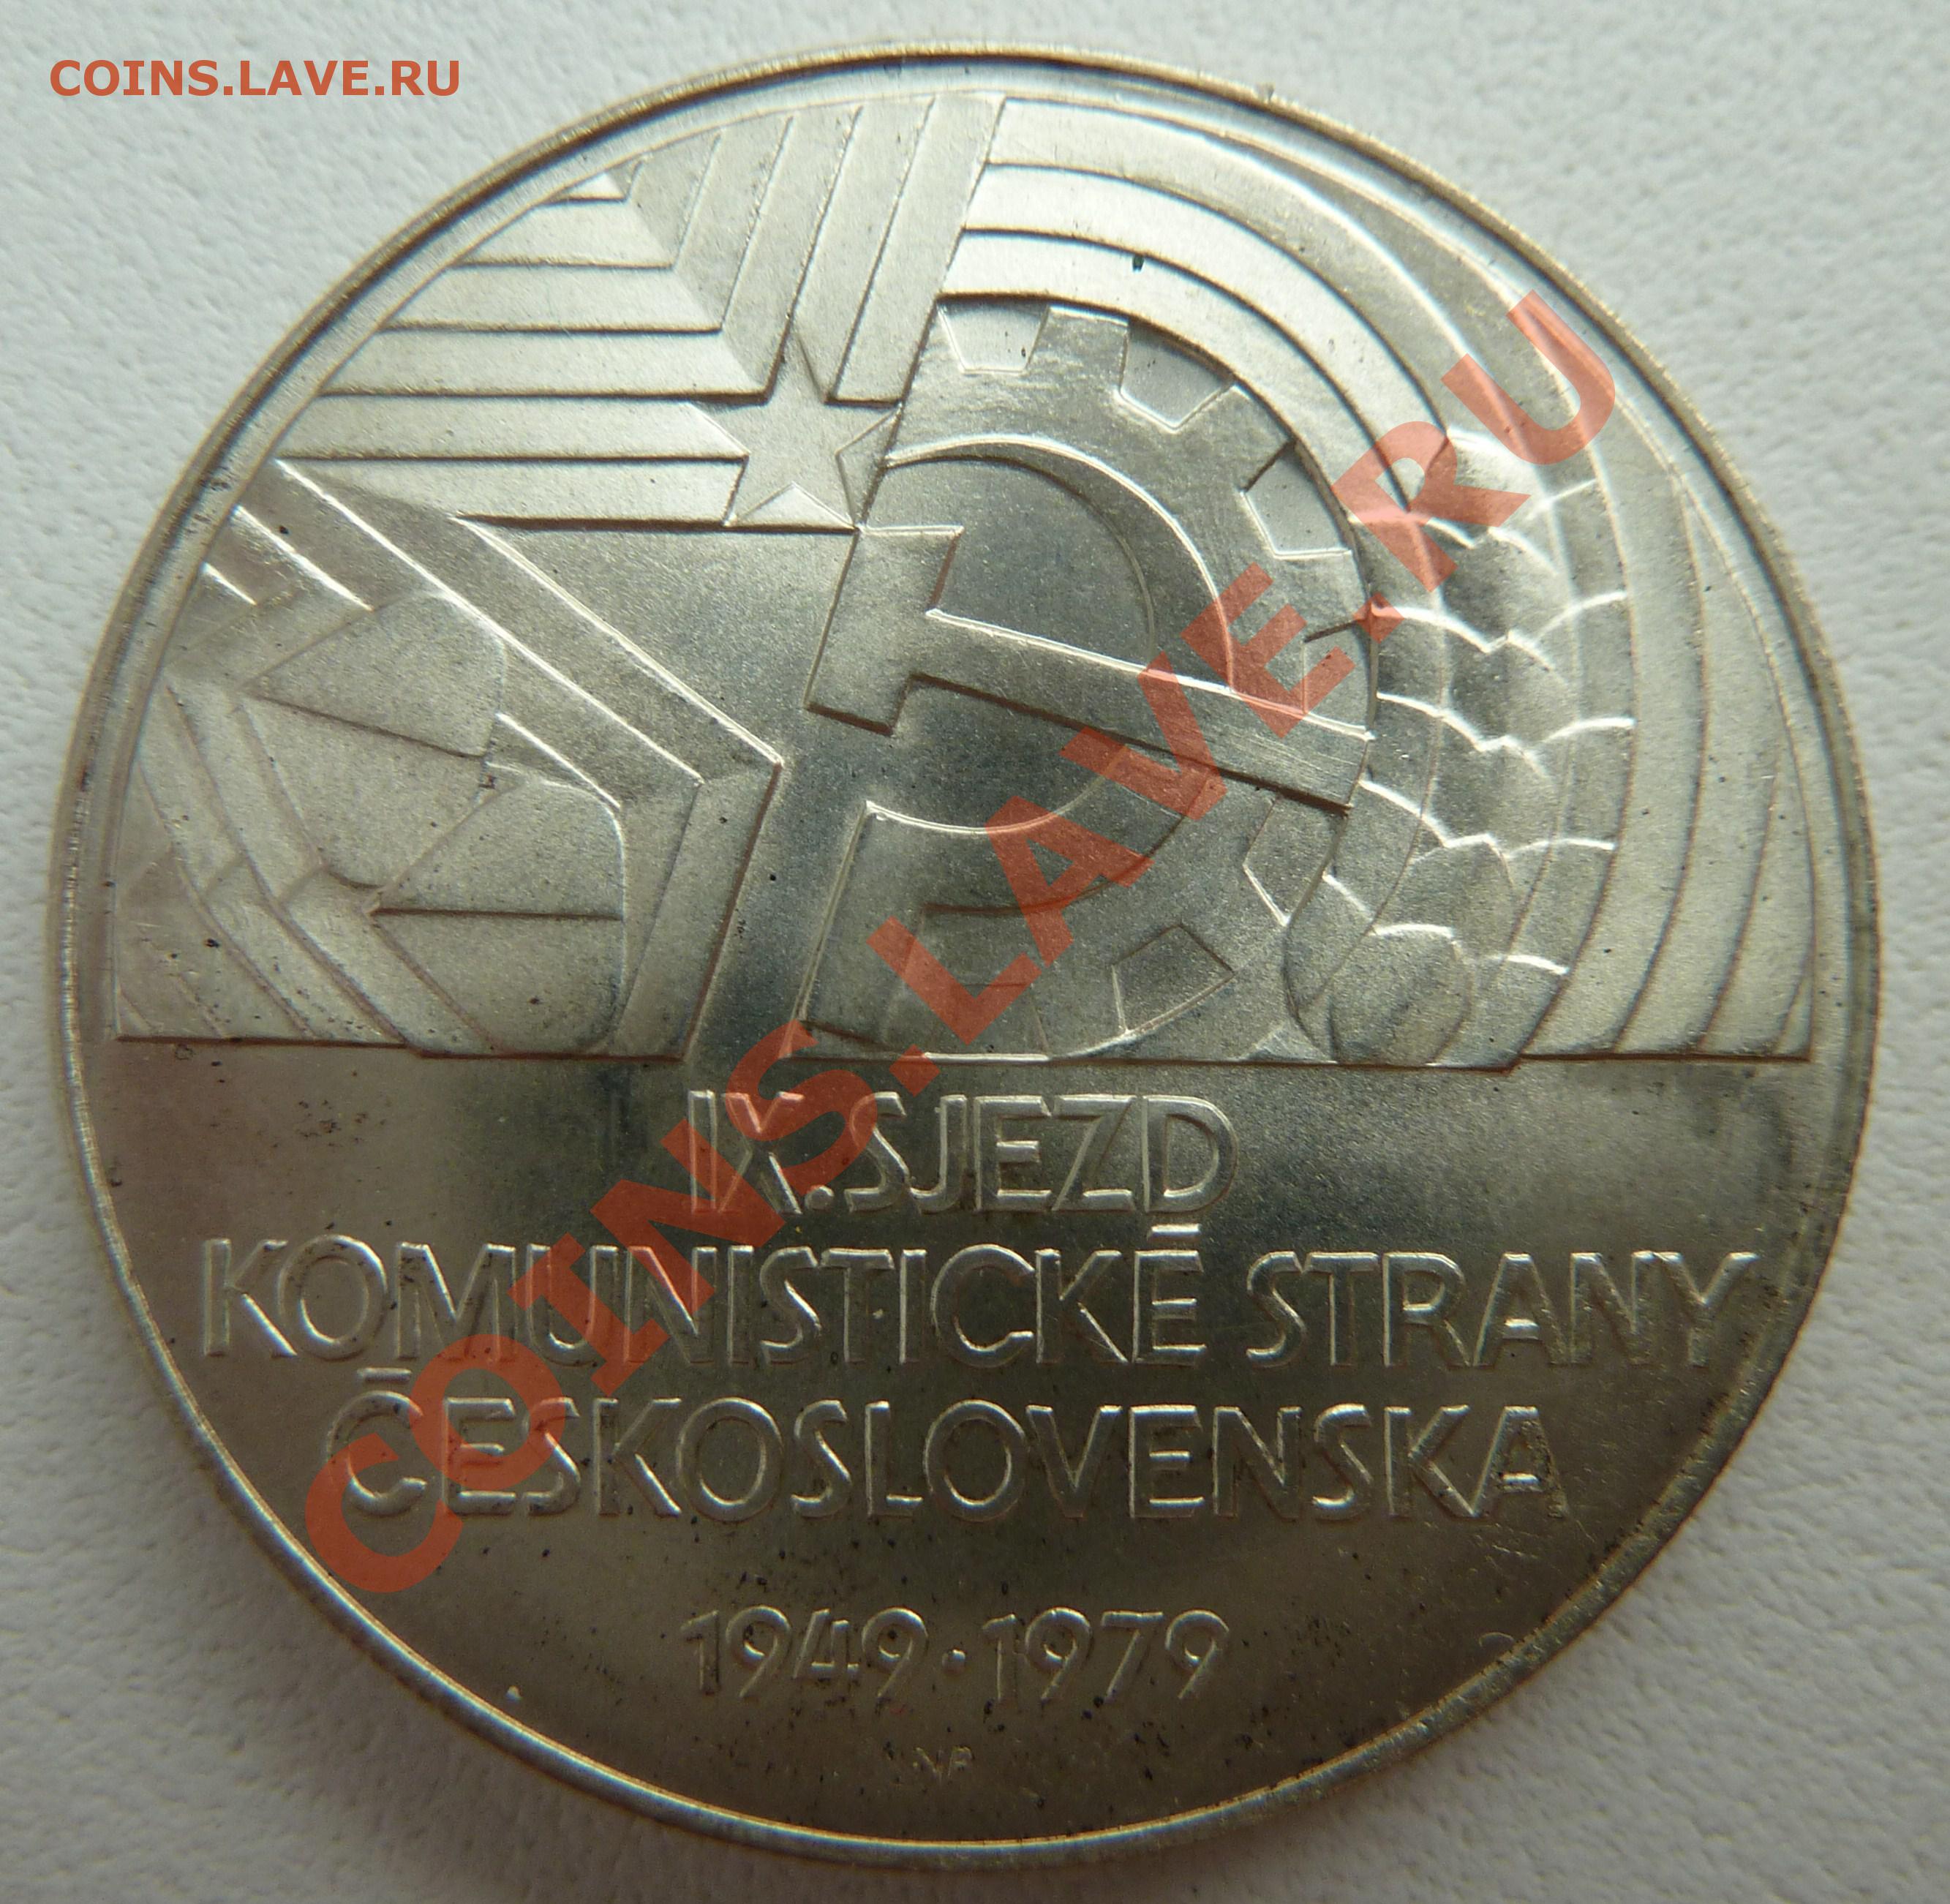 COINS.LAVE.RU
COINS.LAVE.RU
IX.SJEZD
KOMUNISTICKÉ STRANY
ČESKOSLOVENSKA
1949·1979